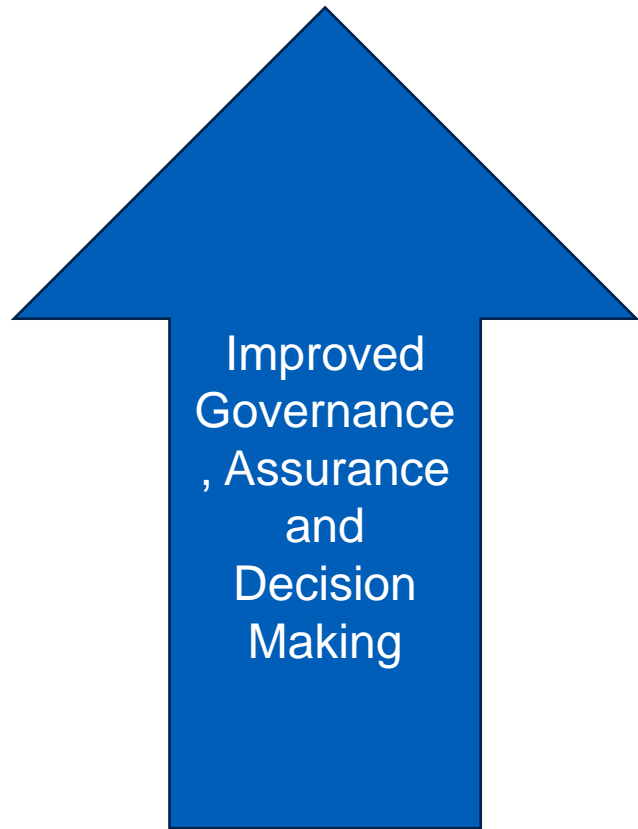 Improved
Governance
, Assurance
and
Decision
Making